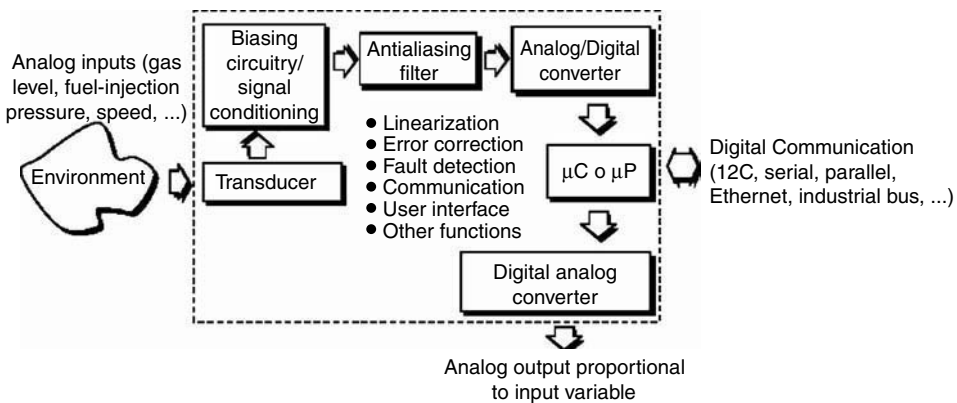 Analog inputs (gas
level, fuel-injection
pressure, speed, ...)
Environment
Transducer
Biasing
circuitry/
signal
conditioning
Antialiasing
filter
Analog/Digital
converter
● Linearization
● Error correction
● Fault detection
● Communication
● User interface
● Other functions
μC o μP
Digital Communication
(12C, serial, parallel,
Ethernet, industrial bus, ...)
Digital analog
converter
Analog output proportional
to input variable